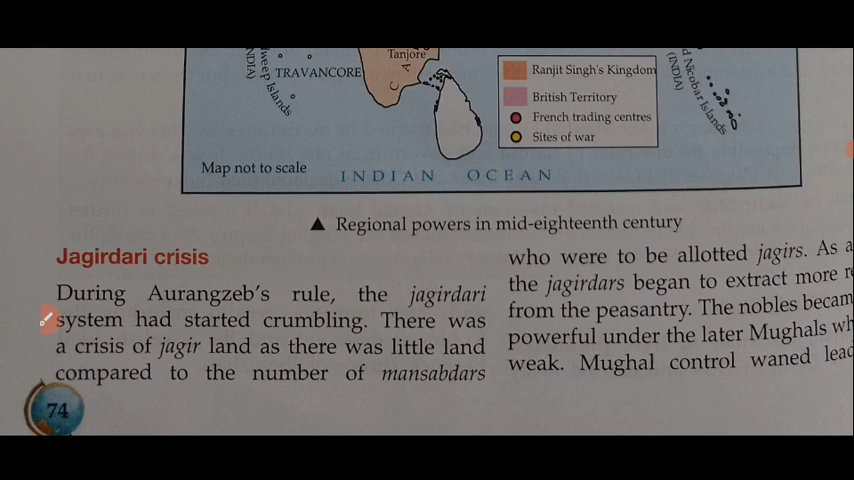 Tanjore
(INDIA)
Islands
TRAVANCORE
C A
Ranjit Singh's Kingdom
British Territory
French trading centres
Sites of war
Nicobar Islands
(INDIA)
Map not to scale
INDIAN OCEAN
▲ Regional powers in mid-eighteenth century
Jagirdari crisis
During Aurangzeb's rule, the jagirdari
system had started crumbling. There was
a crisis of jagir land as there was little land
compared to the number of mansabdars
who were to be allotted jagirs. As a
the jagirdars began to extract more
from the peasantry. The nobles becam
powerful under the later Mughals wh
weak. Mughal control waned lead
74